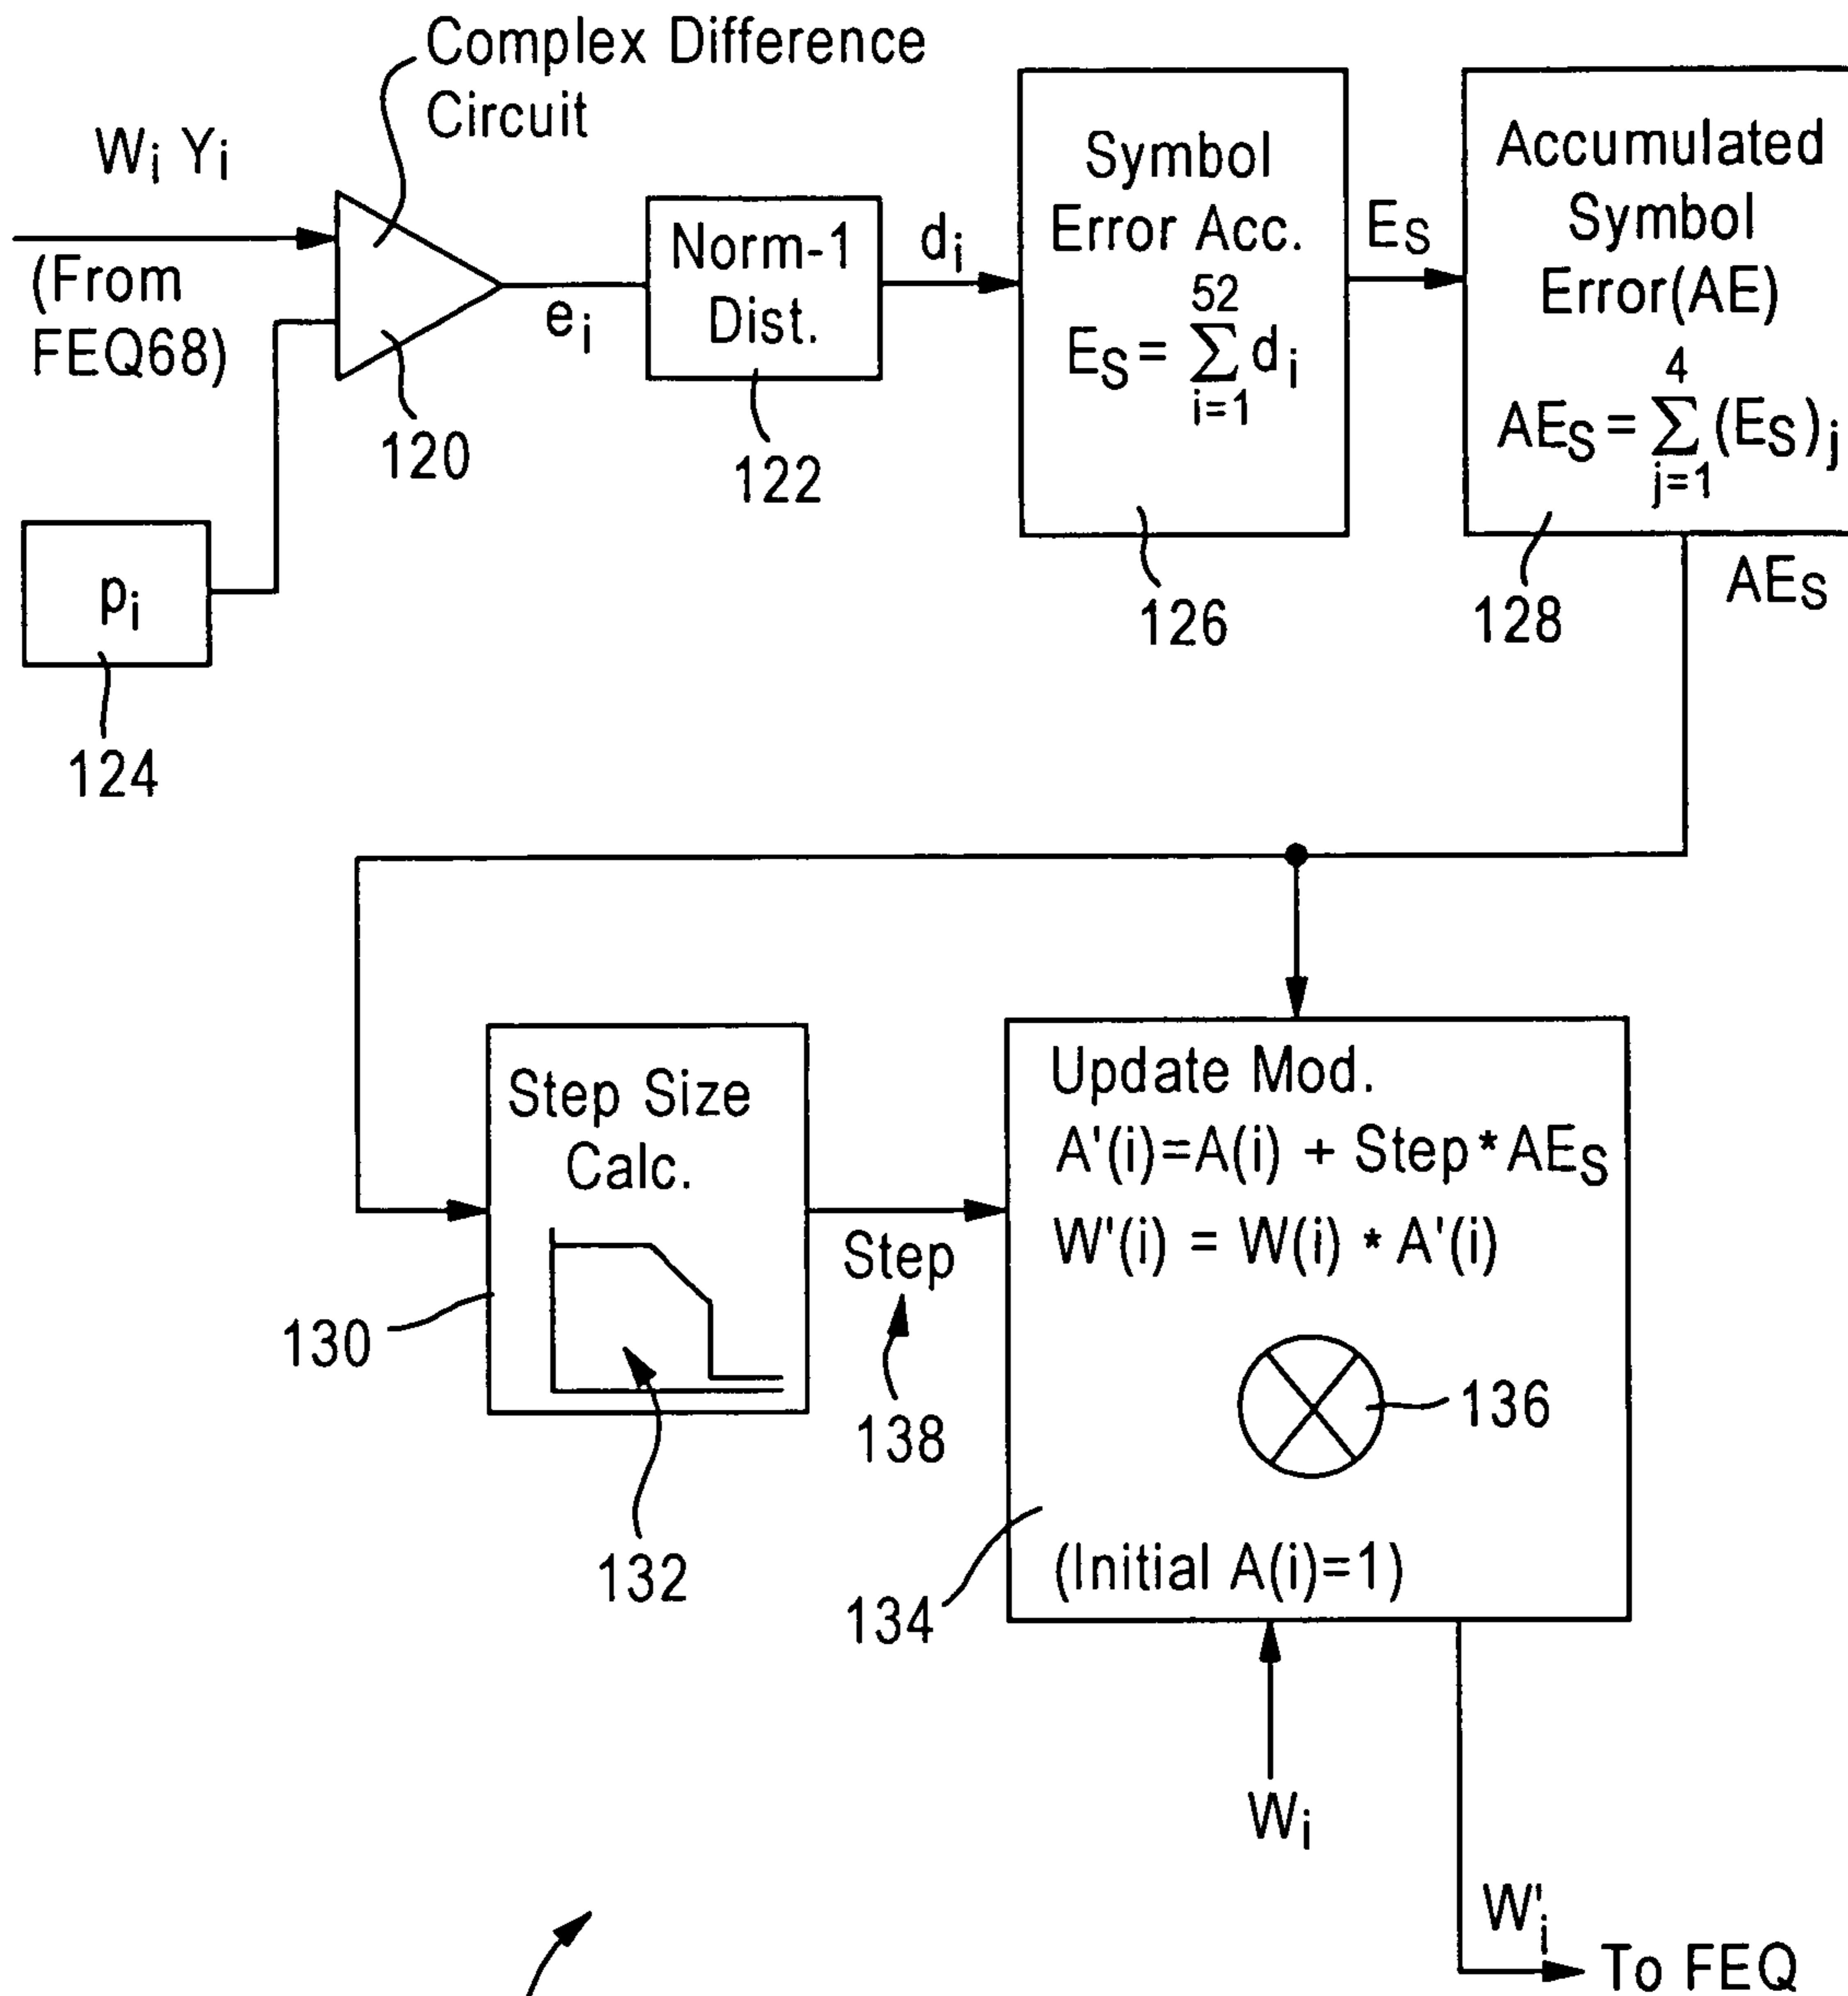 Complex Difference
Circuit
Wi Yi
(From
FEQ68)
120
ei
Norm-1
Dist.
122
di
Symbol
Error Acc.
52
ES = ∑ di
i=1
126
ES
Accumulated
Symbol
Error(AE)
4
AES = ∑ (ES)j
j=1
128
AES
pi
124
Step Size
Calc.
130
132
Step
138
Update Mod.
A'(i)=A(i) + Step*AES
W'(i) = W(i) * A'(i)
136
(Initial A(i)=1)
134
Wi
W'i
To FEQ